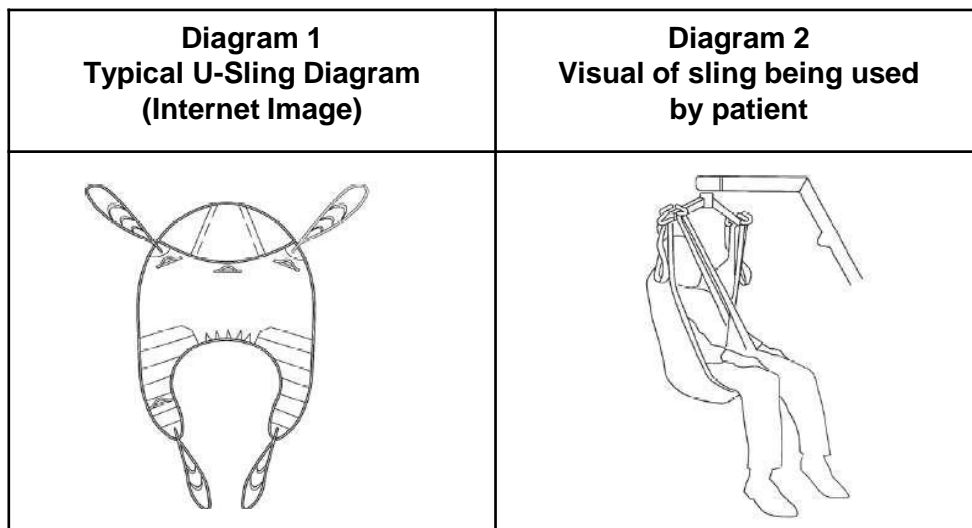 Diagram 1
Typical U-Sling Diagram
(Internet Image)
Diagram 2
Visual of sling being used
by patient